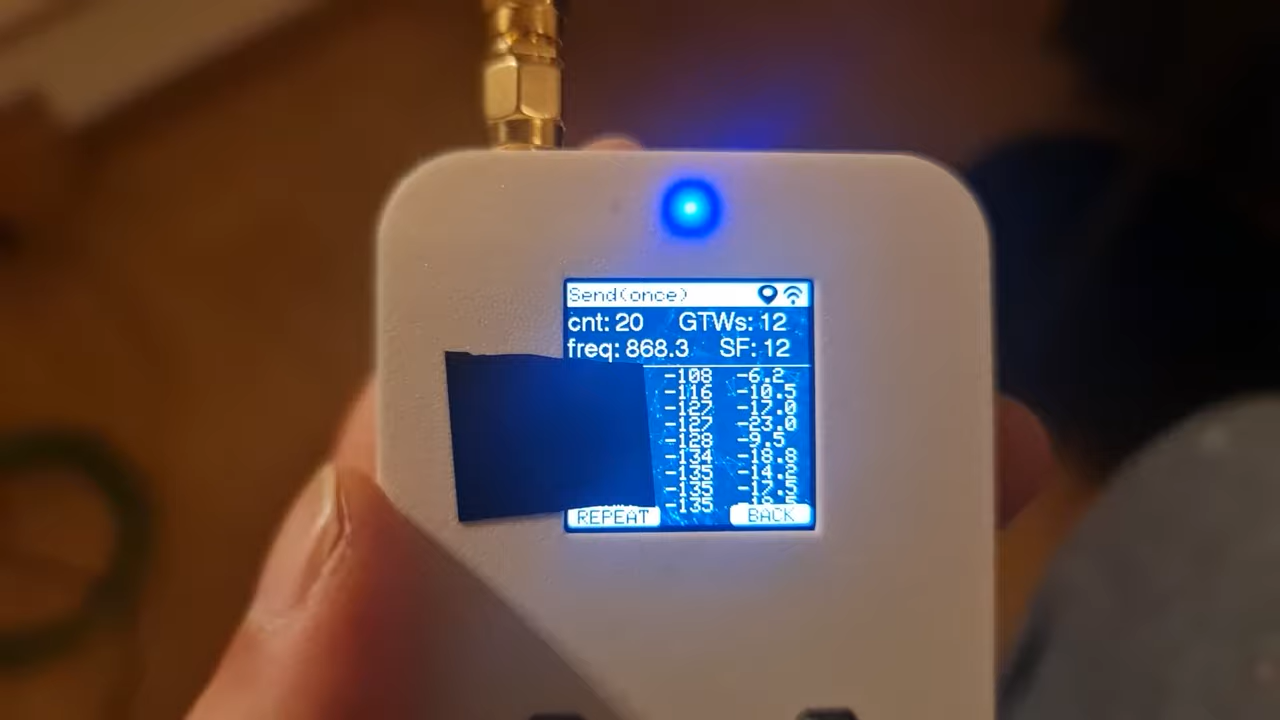 Send(once)
cnt: 20 GTWs: 12
freq: 868.3 SF: 12
-108 -6.2
-116 -10.5
-127 -17.0
-127 -23.0
-128 -9.5
-134 -18.8
-135 -14.2
-135 -17.5
-135
REPEAT BACK